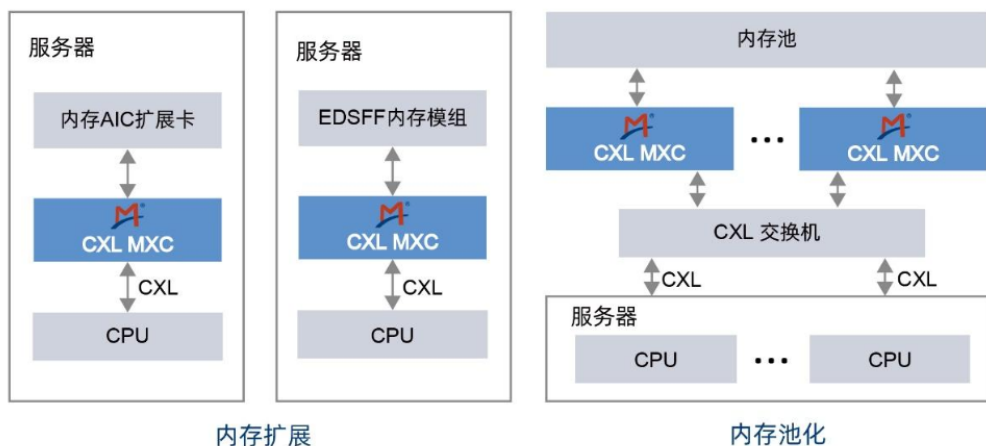 服务器
内存AIC扩展卡
CXL MXC
CXL
CPU
服务器
EDSFF内存模组
CXL MXC
CXL
CPU
内存扩展
内存池
CXL MXC
CXL MXC
CXL 交换机
CXL
CXL
服务器
CPU
CPU
内存池化